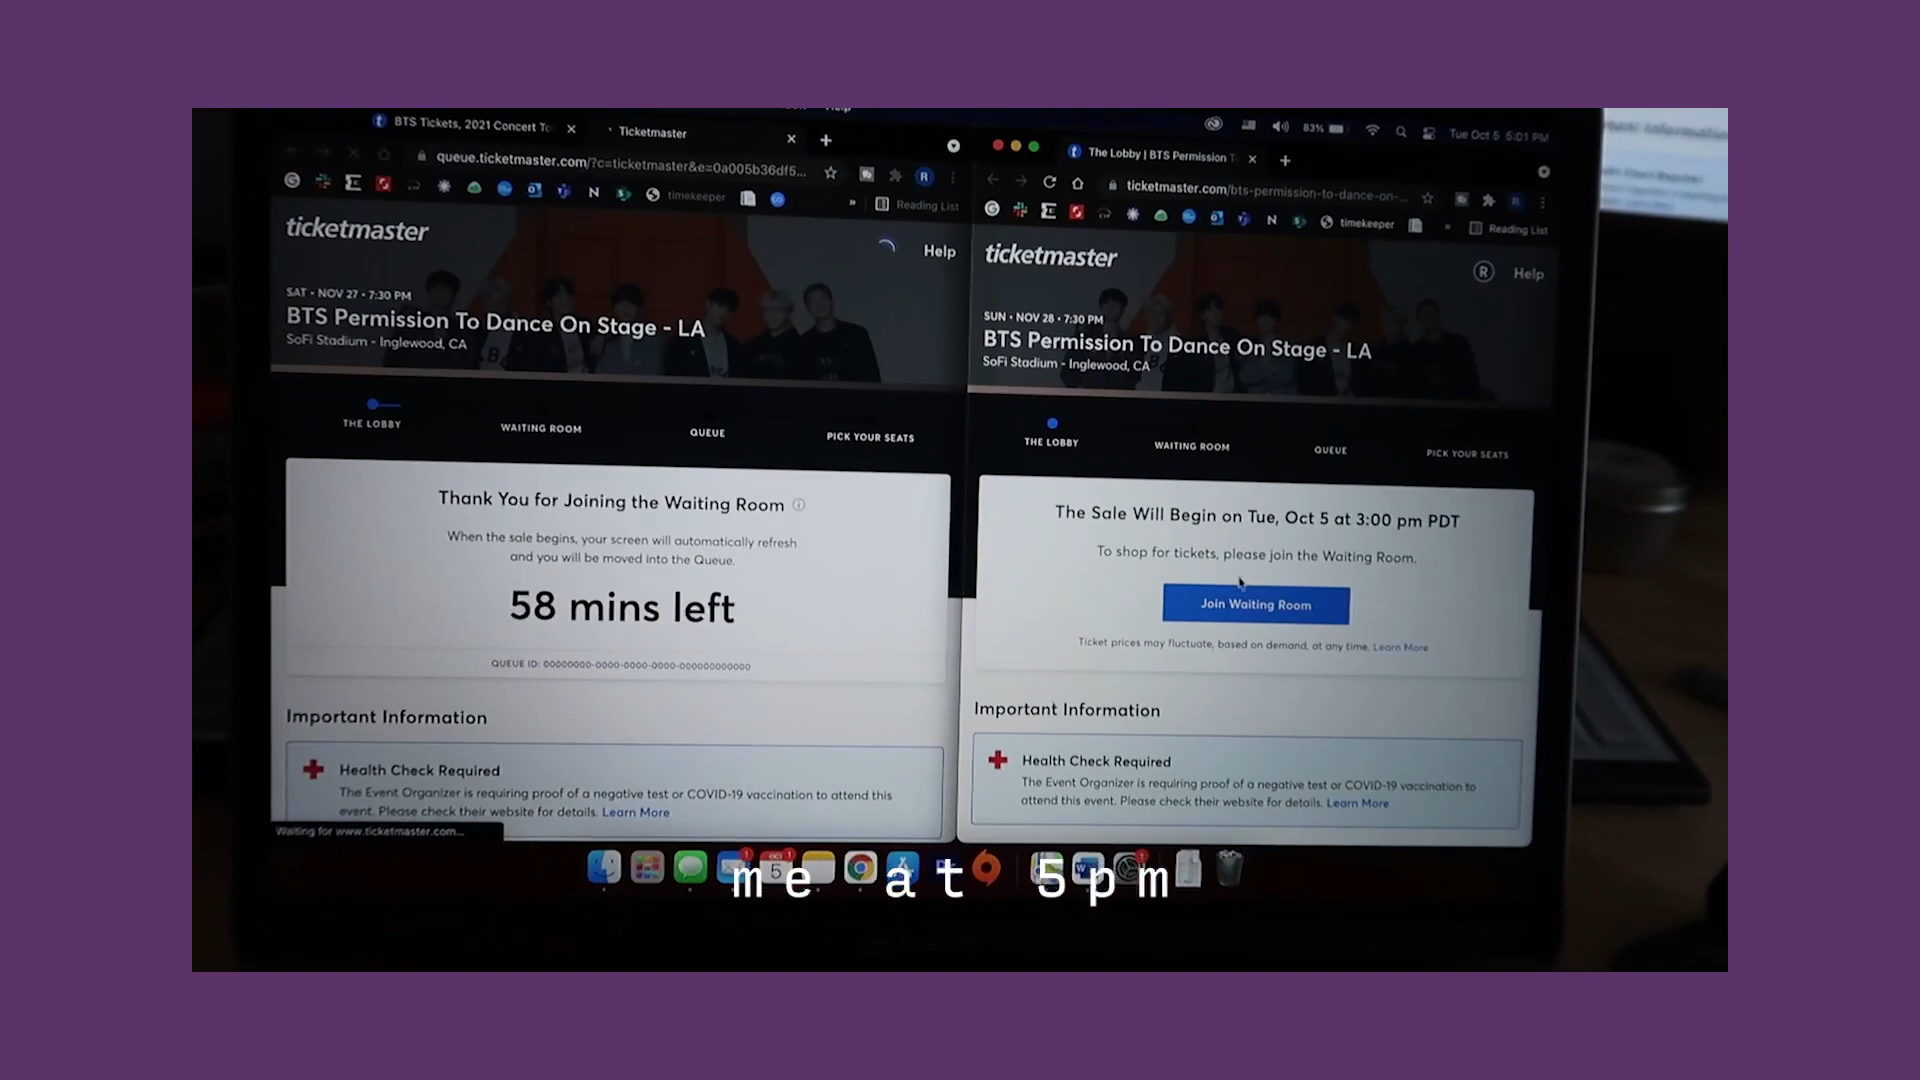 BTS Tickets, 2021 Concert To
Ticketmaster
queue.ticketmaster.com/?c=ticketmaster&e=0a005b36df5...
timekeeper
Reading List
ticketmaster
Help
SAT • NOV 27 • 7:30 PM
BTS Permission To Dance On Stage - LA
SoFi Stadium - Inglewood, CA
THE LOBBY
WAITING ROOM
QUEUE
PICK YOUR SEATS
Thank You for Joining the Waiting Room
When the sale begins, your screen will automatically refresh
and you will be moved into the Queue.
58 mins left
QUEUE ID: 00000000-0000-0000-0000-000000000000
Important Information
Health Check Required
The Event Organizer is requiring proof of a negative test or COVID-19 vaccination to attend this
event. Please check their website for details. Learn More
Waiting for www.ticketmaster.com...
83%
Tue Oct 5 5:01 PM
The Lobby | BTS Permission T
ticketmaster.com/bts-permission-to-dance-on-...
timekeeper
Reading List
ticketmaster
R
Help
SUN • NOV 28 • 7:30 PM
BTS Permission To Dance On Stage - LA
SoFi Stadium - Inglewood, CA
THE LOBBY
WAITING ROOM
QUEUE
PICK YOUR SEATS
The Sale Will Begin on Tue, Oct 5 at 3:00 pm PDT
To shop for tickets, please join the Waiting Room.
Join Waiting Room
Ticket prices may fluctuate, based on demand, at any time. Learn More
Important Information
Health Check Required
The Event Organizer is requiring proof of a negative test or COVID-19 vaccination to
attend this event. Please check their website for details. Learn More
me at 5pm